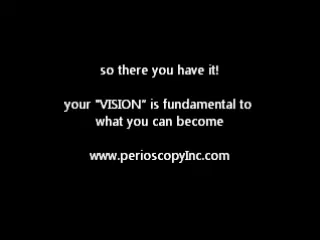 so there you have it!
your "VISION" is fundamental to
what you can become
www.perioscopyInc.com